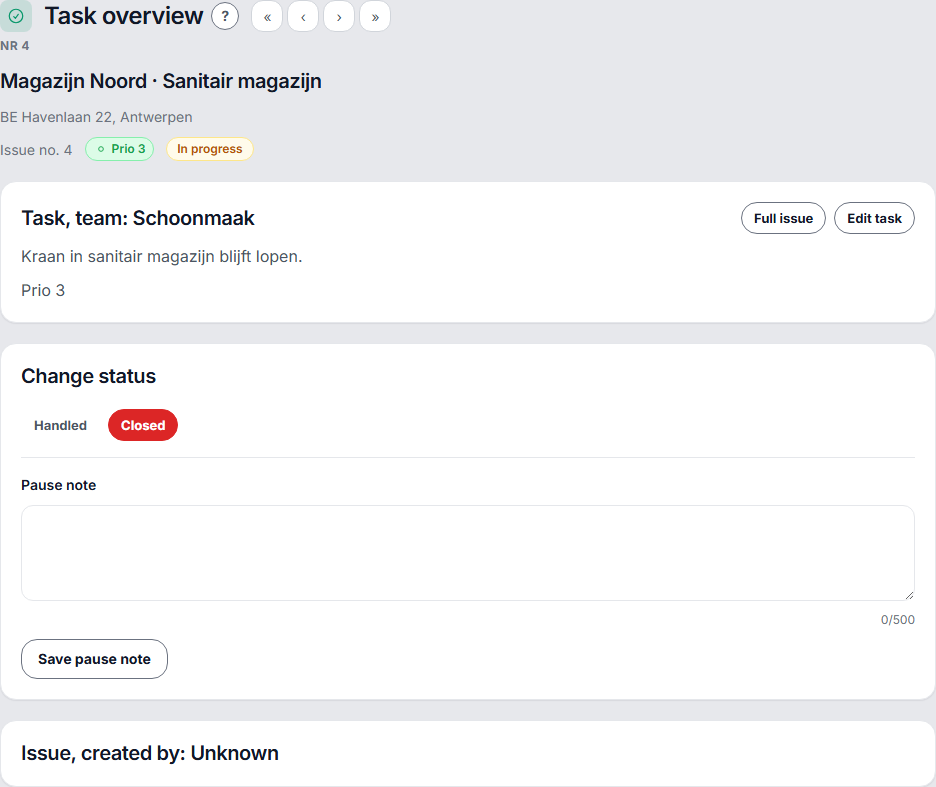 Task overview ? « ‹ › »
NR 4
Magazijn Noord · Sanitair magazijn
BE Havenlaan 22, Antwerpen
Issue no. 4 Prio 3 In progress
Task, team: Schoonmaak Full issue Edit task
Kraan in sanitair magazijn blijft lopen.
Prio 3
Change status
Handled Closed
Pause note
0/500
Save pause note
Issue, created by: Unknown